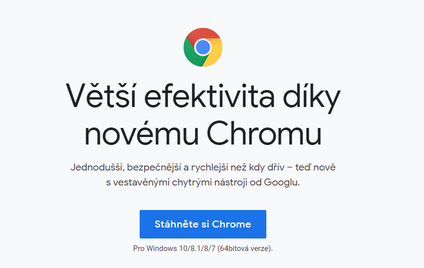 Větší efektivita díky
novému Chromu
Jednodušší, bezpečnější a rychlejší než kdy dřív – teď nově
s vestavěnými chytrými nástroji od Googlu.
Stáhněte si Chrome
Pro Windows 10/8.1/8/7 (64bitová verze).